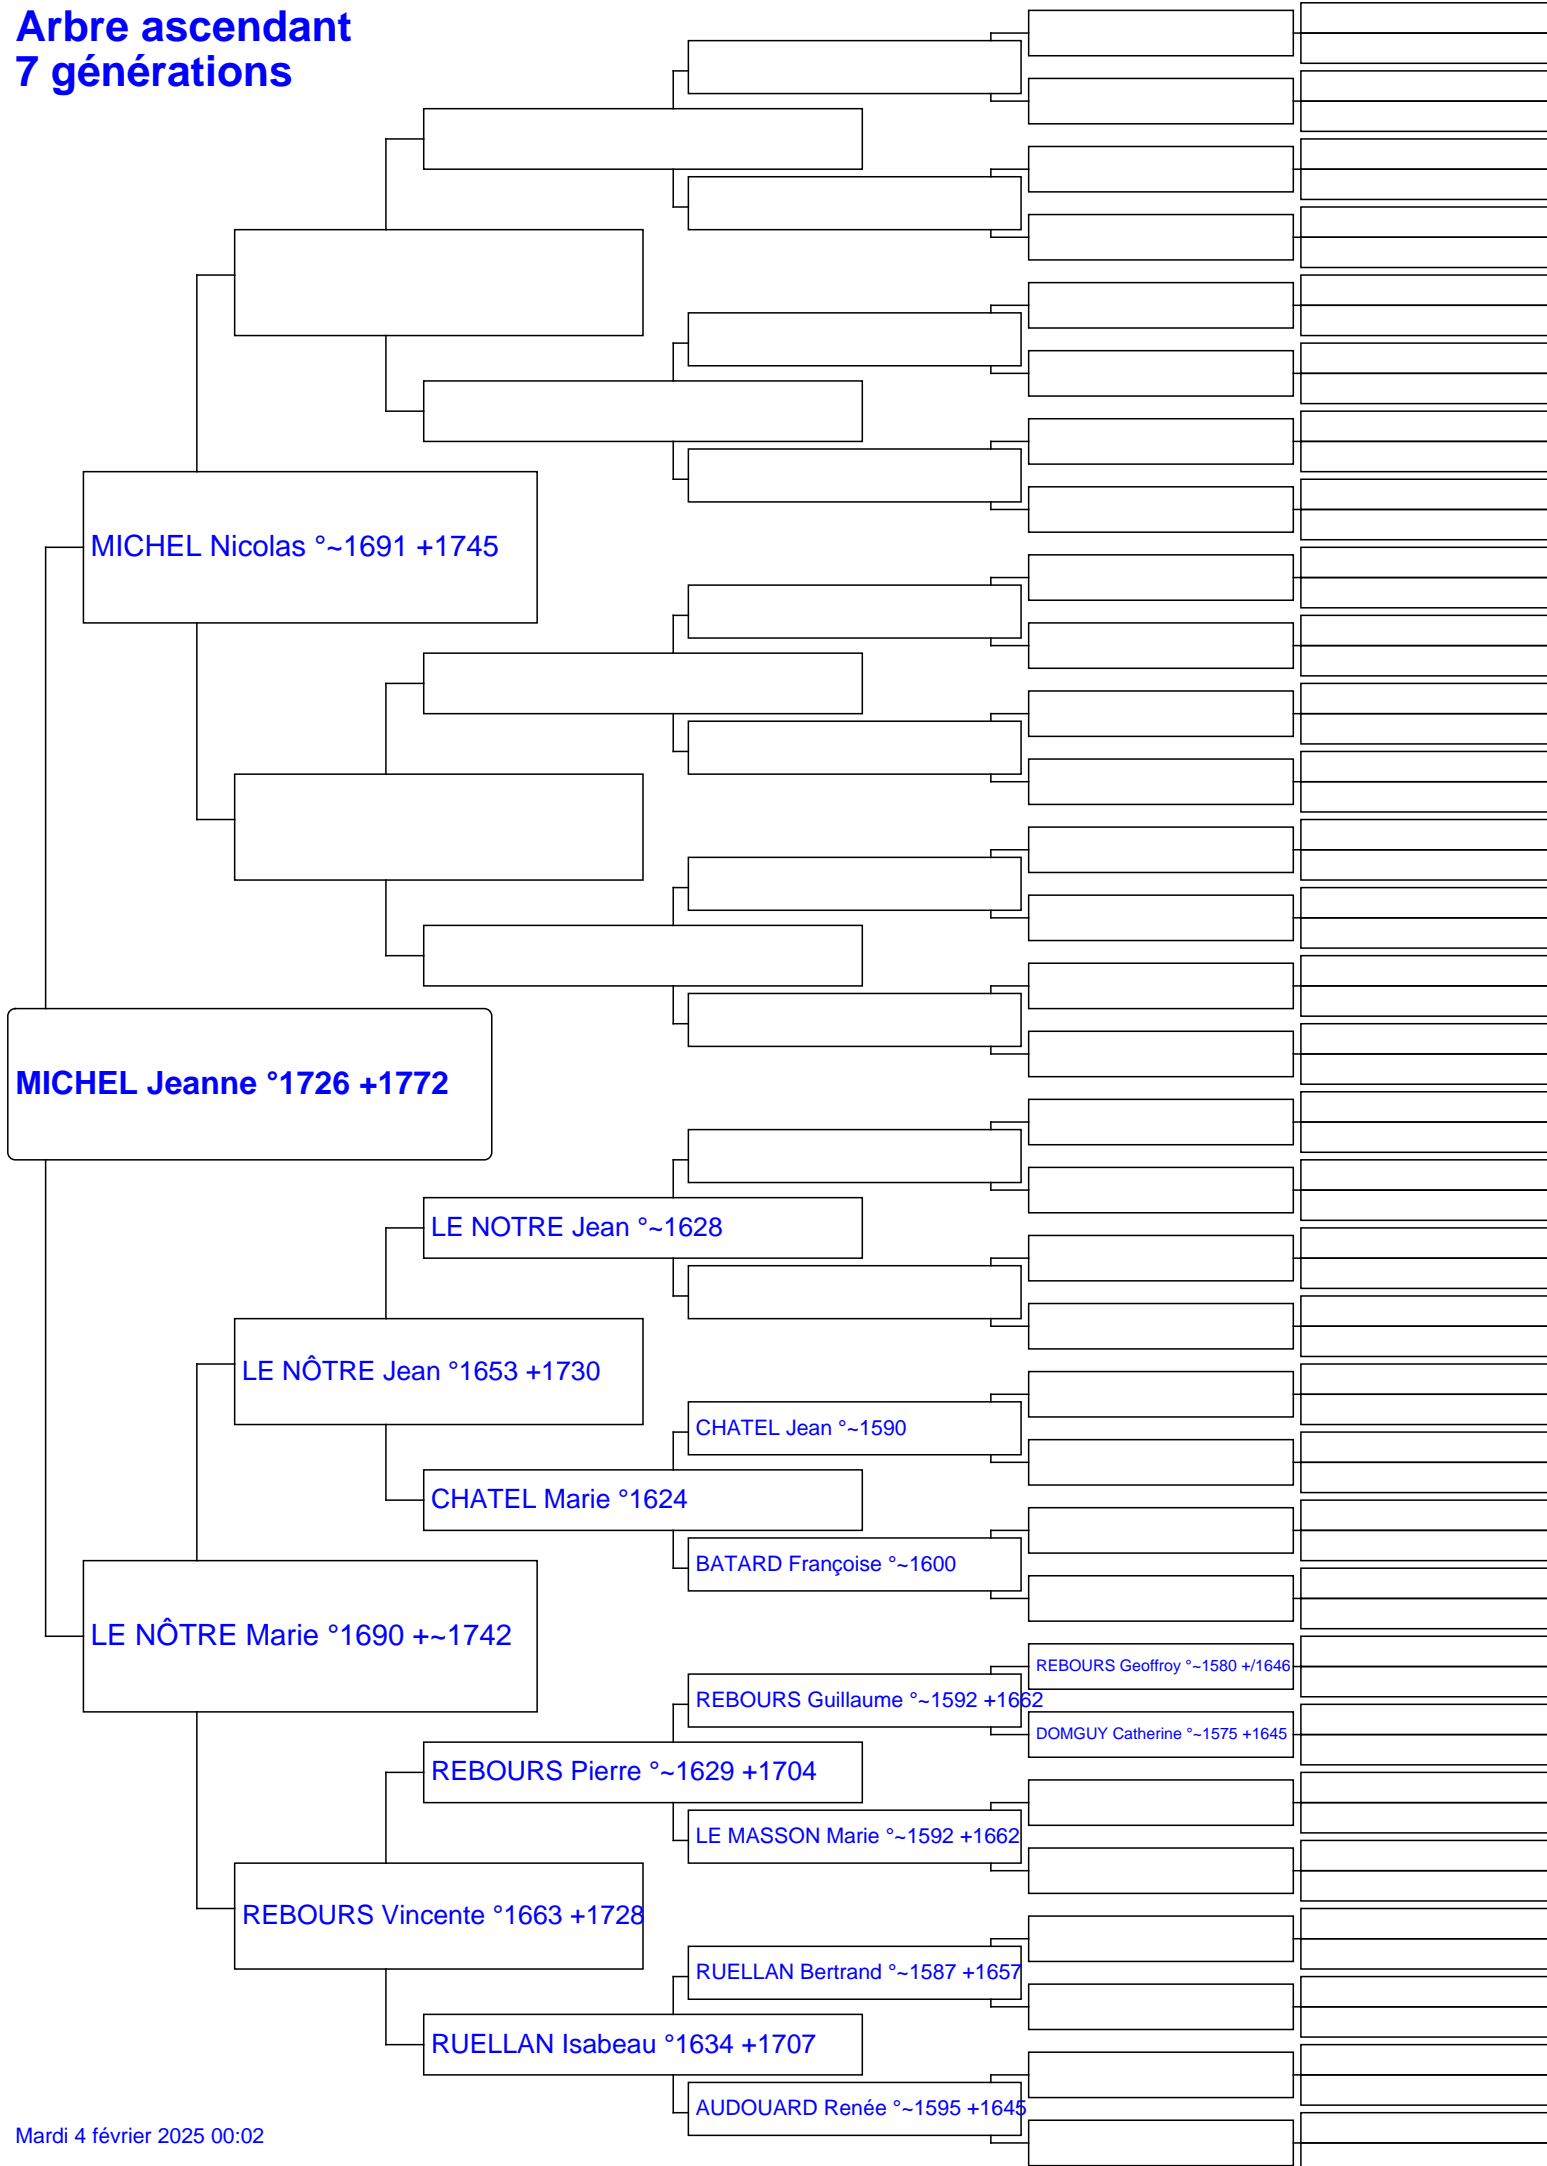 Arbre ascendant
7 générations
MICHEL Nicolas °~1691 +1745
MICHEL Jeanne °1726 +1772
LE NOTRE Jean °~1628
LE NÔTRE Jean °1653 +1730
CHATEL Jean °~1590
CHATEL Marie °1624
BATARD Françoise °~1600
LE NÔTRE Marie °1690 +~1742
REBOURS Geoffroy °~1580 +/1646
REBOURS Guillaume °~1592 +1662
DOMGUY Catherine °~1575 +1645
REBOURS Pierre °~1629 +1704
LE MASSON Marie °~1592 +1662
REBOURS Vincente °1663 +1728
RUELLAN Bertrand °~1587 +1657
RUELLAN Isabeau °1634 +1707
AUDOUARD Renée °~1595 +1645
Mardi 4 février 2025 00:02